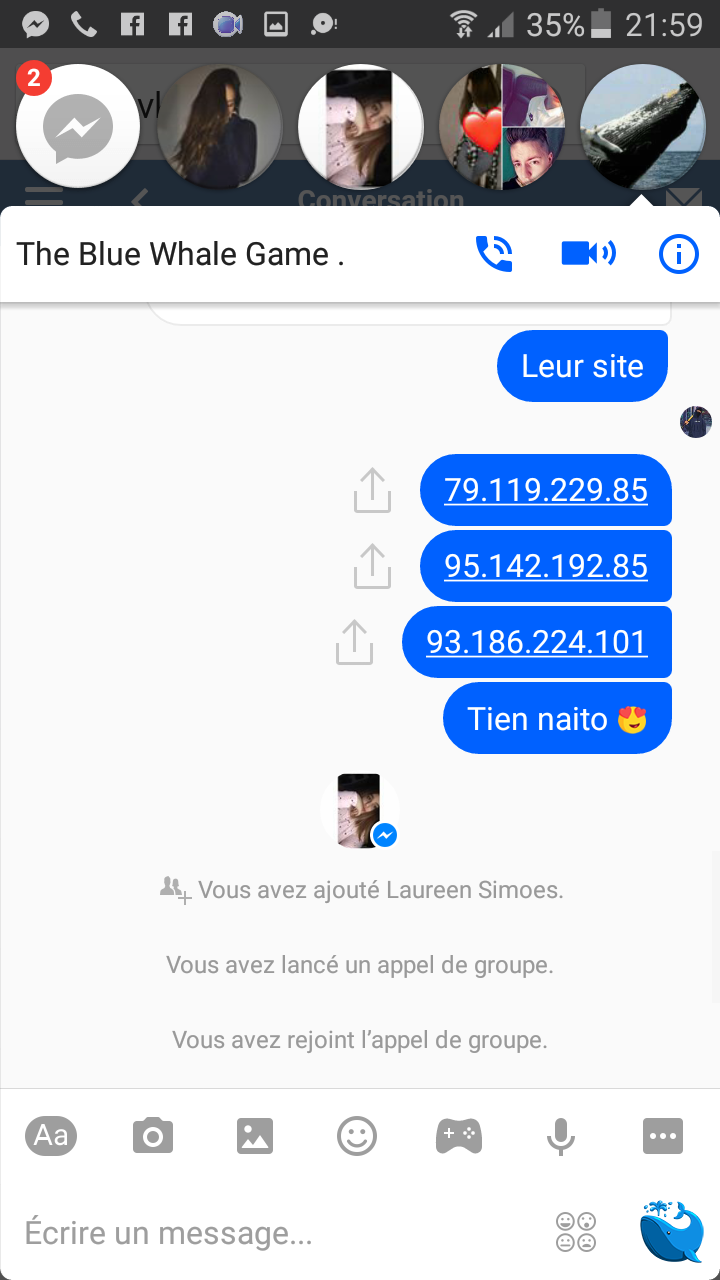 35% 21:59
2
Conversation
The Blue Whale Game .
Leur site
79.119.229.85
95.142.192.85
93.186.224.101
Tien naito 😍
Vous avez ajouté Laureen Simoes.
Vous avez lancé un appel de groupe.
Vous avez rejoint l’appel de groupe.
Aa
Écrire un message...